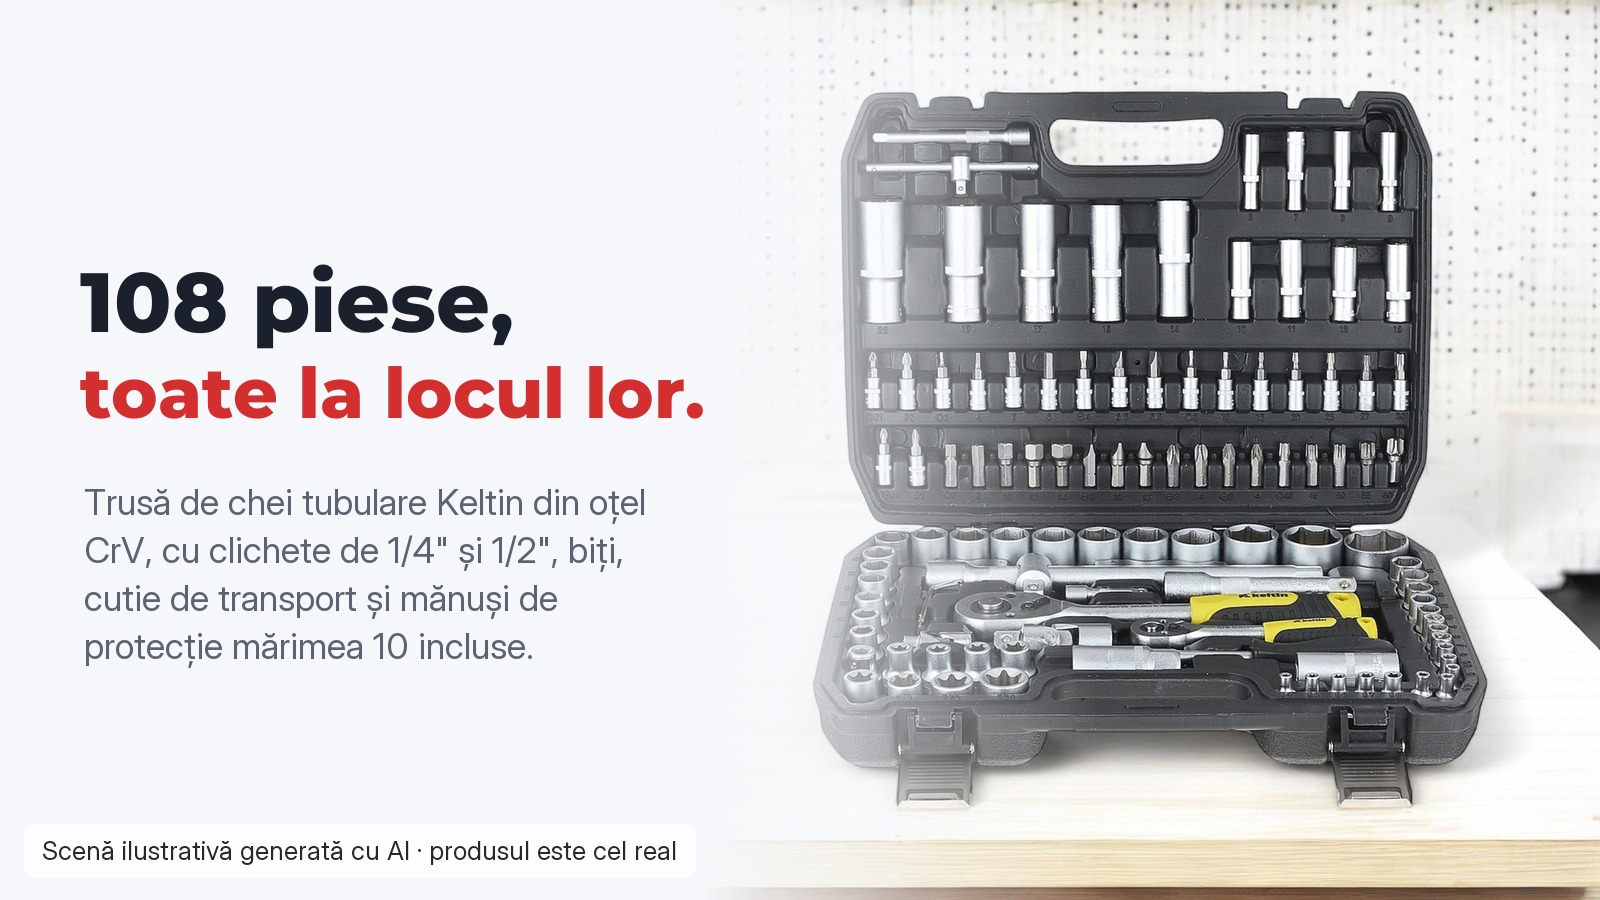 108 piese,
toate la locul lor.
Trusă de chei tubulare Keltin din oțel
CrV, cu clichete de 1/4" și 1/2", biți,
cutie de transport și mănuși de
protecție mărimea 10 incluse.
Scenă ilustrativă generată cu AI · produsul este cel real
keltin
keltin